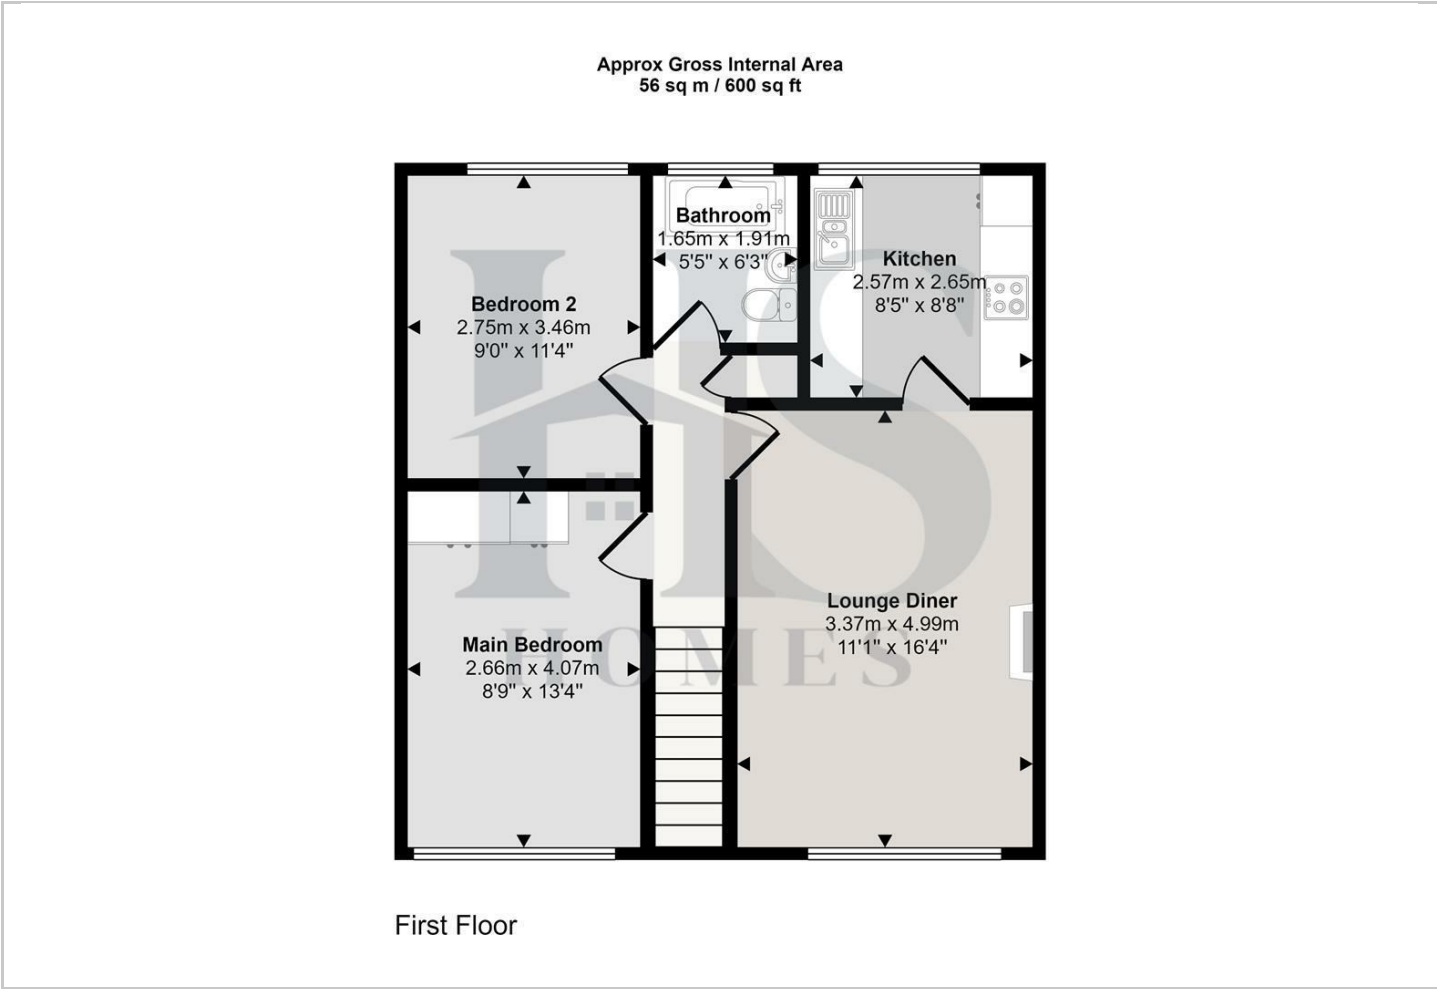 Approx Gross Internal Area
56 sq m / 600 sq ft
Bathroom
1.65m x 1.91m
5'5" x 6'3"
Kitchen
2.57m x 2.65m
8'5" x 8'8"
Bedroom 2
2.75m x 3.46m
9'0" x 11'4"
Lounge Diner
3.37m x 4.99m
11'1" x 16'4"
Main Bedroom
2.66m x 4.07m
8'9" x 13'4"
HS
HOMES
First Floor